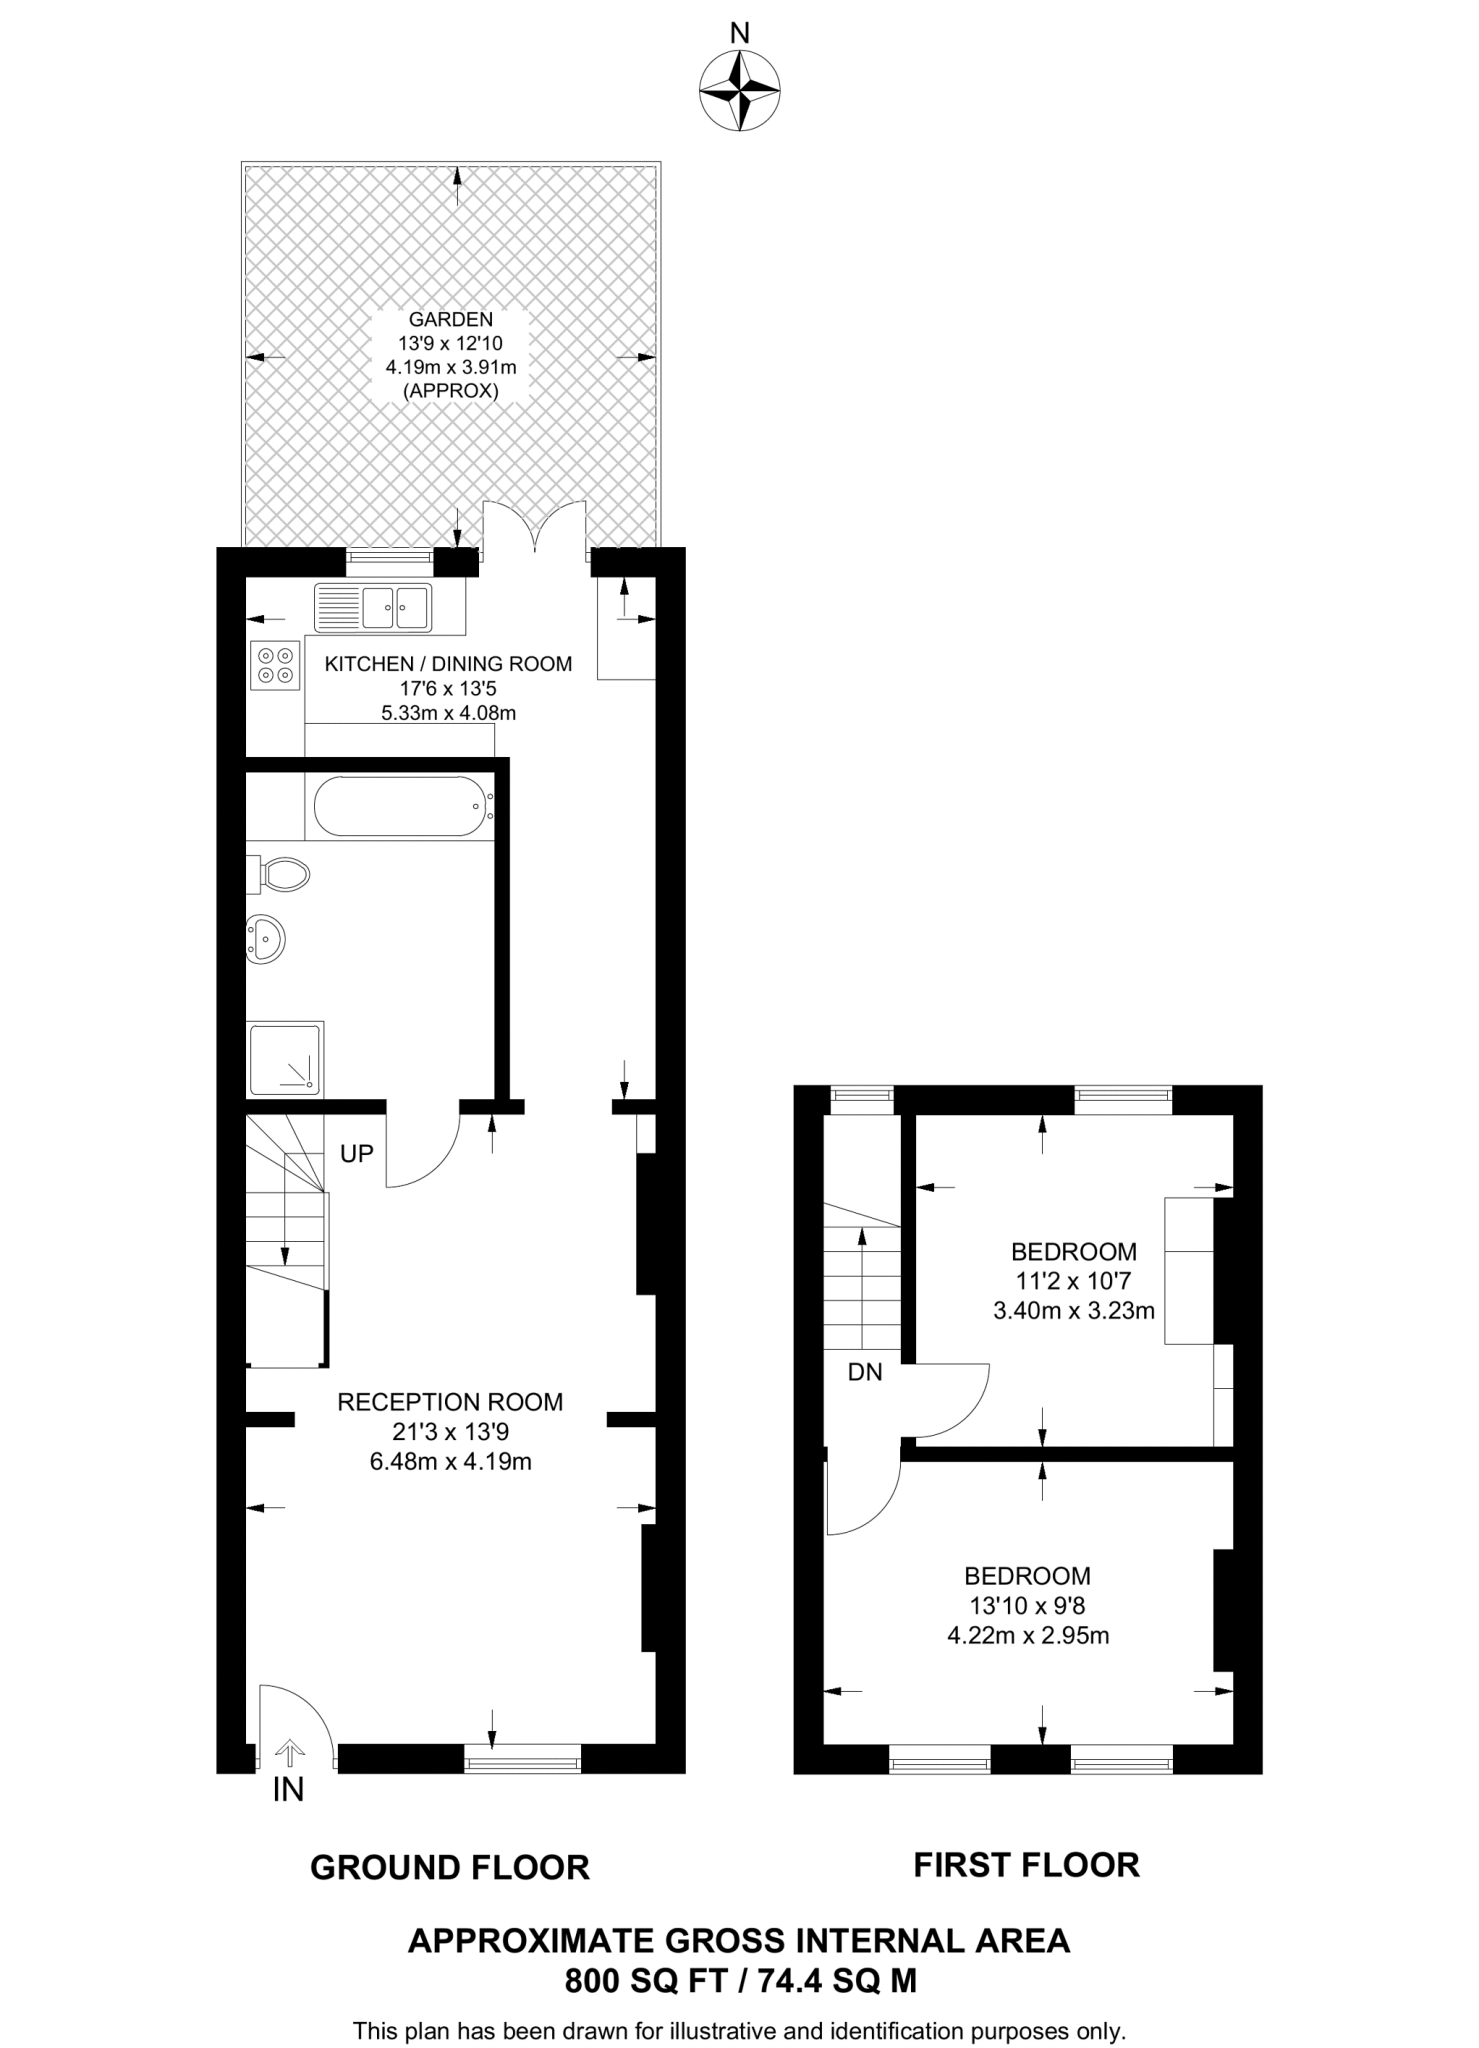 N
GARDEN
13'9 x 12'10
4.19m x 3.91m
(APPROX)
KITCHEN / DINING ROOM
17'6 x 13'5
5.33m x 4.08m
UP
RECEPTION ROOM
21'3 x 13'9
6.48m x 4.19m
IN
GROUND FLOOR
BEDROOM
11'2 x 10'7
3.40m x 3.23m
DN
BEDROOM
13'10 x 9'8
4.22m x 2.95m
FIRST FLOOR
APPROXIMATE GROSS INTERNAL AREA
800 SQ FT / 74.4 SQ M
This plan has been drawn for illustrative and identification purposes only.